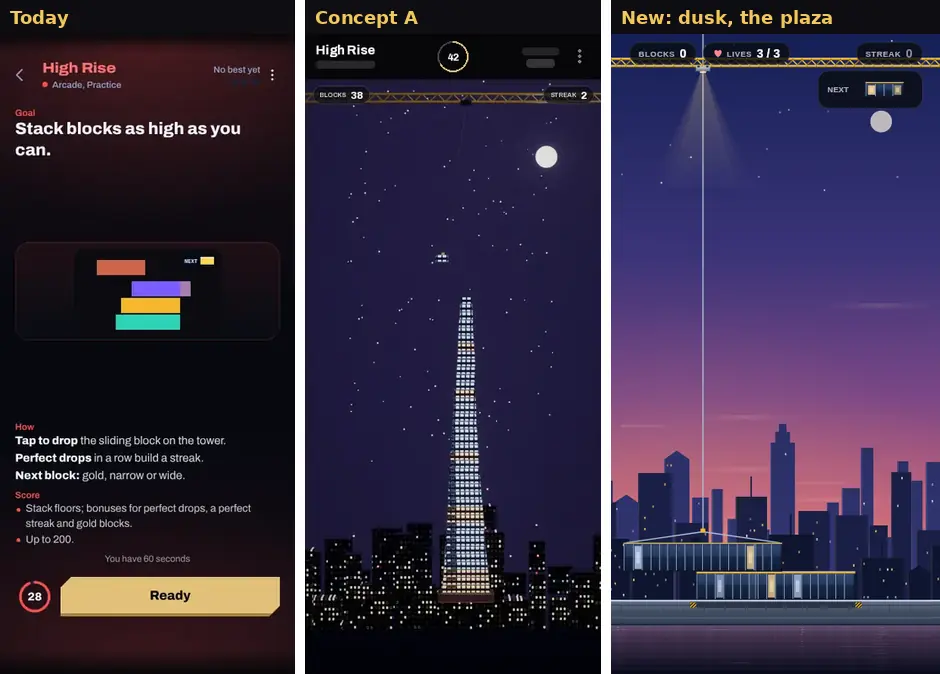 Today
High Rise
Arcade, Practice
No best yet
Goal
Stack blocks as high as you
can.
NEXT
How
Tap to drop the sliding block on the tower.
Perfect drops in a row build a streak.
Next block: gold, narrow or wide.
Score
Stack floors; bonuses for perfect drops, a perfect
streak and gold blocks.
Up to 200.
You have 60 seconds
28
Ready
Concept A
High Rise
42
BLOCKS 38
STREAK 2
New: dusk, the plaza
BLOCKS 0
LIVES 3 / 3
STREAK 0
NEXT